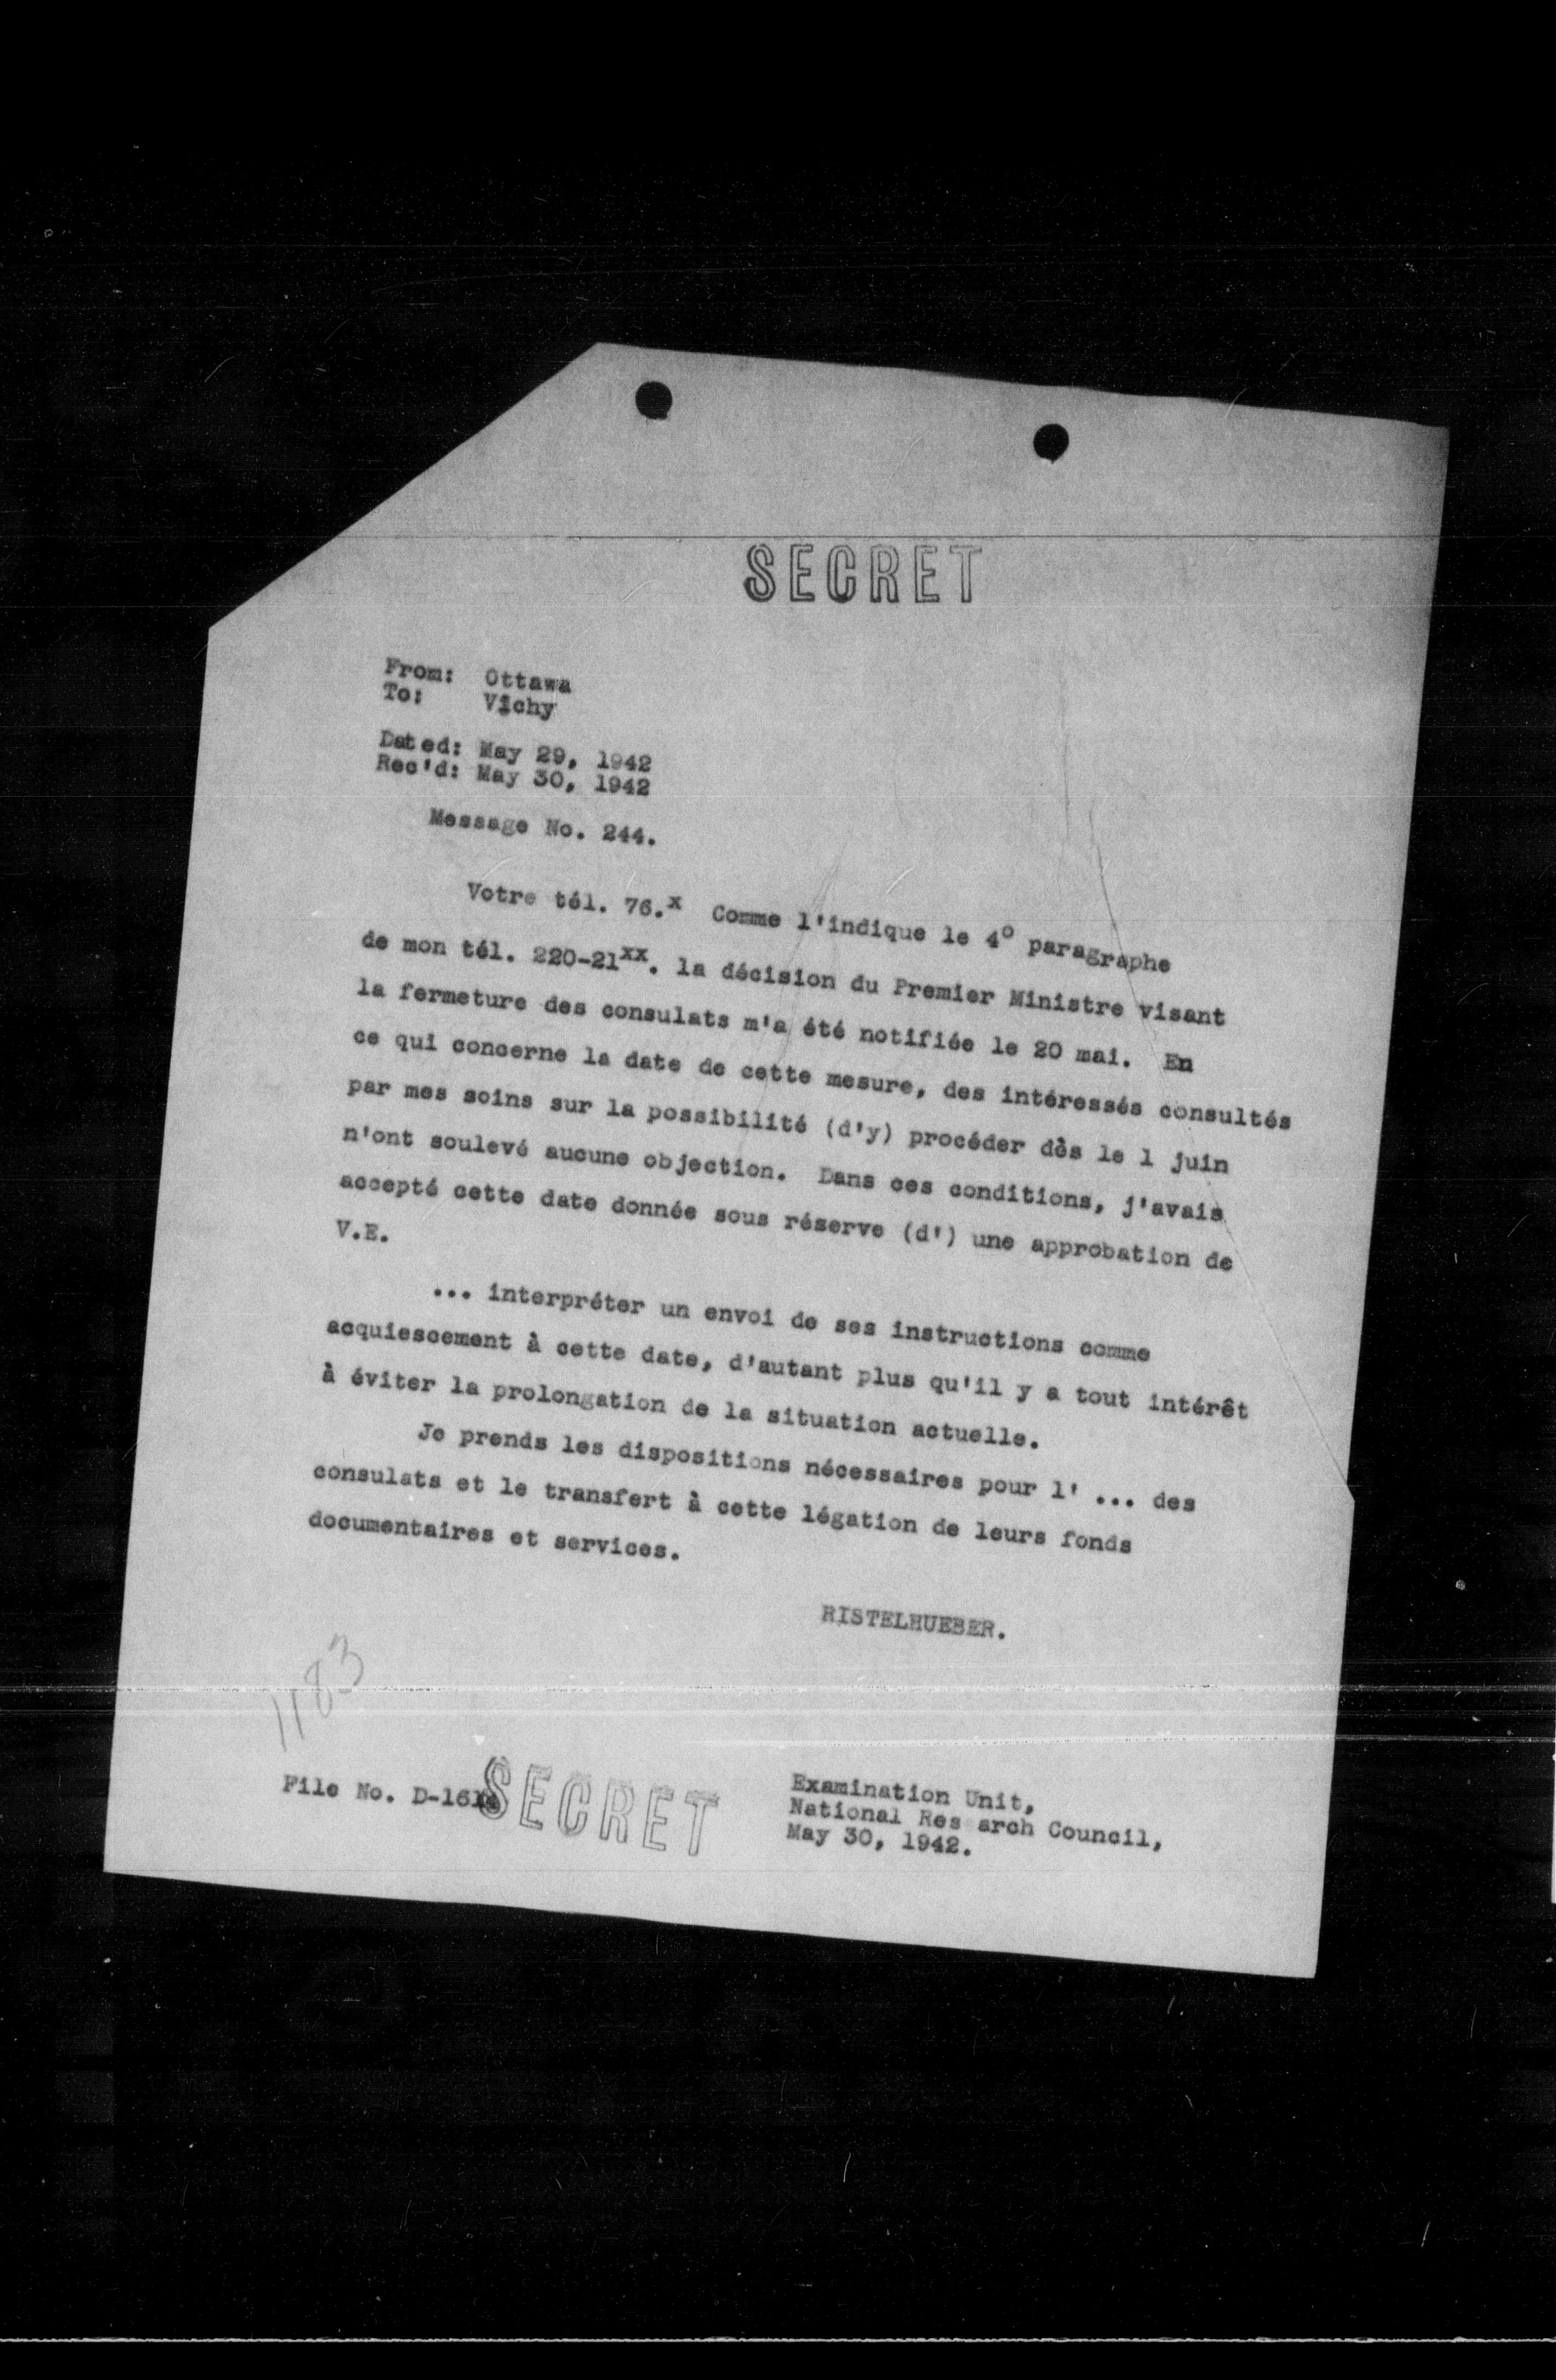 SECRET
From: Ottawa
To: Vichy
Dated: May 29, 1942
Rec'd: May 30, 1942
Message No. 244.
Votre tél. 76.x Comme l'indique le 4o paragraphe
de mon tél. 220-21xx. la décision du Premier Ministre visant
la fermeture des consulats m'a été notifiée le 20 mai. En
ce qui concerne la date de cette mesure, des intéressés consultés
par mes soins sur la possibilité (d'y) procéder dès le 1 juin
n'ont soulevé aucune objection. Dans ces conditions, j'avais
accepté cette date donnée sous réserve (d') une approbation de
V.E.
... interpréter un envoi de ses instructions comme
acquiescement à cette date, d'autant plus qu'il y a tout intérêt
à éviter la prolongation de la situation actuelle.
Je prends les dispositions nécessaires pour l' ... des
consulats et le transfert à cette légation de leurs fonds
documentaires et services.
RISTELHUEBER.
1183
File No.
SECRET
Examination Unit,
National Res arch Council,
May 30, 1942.